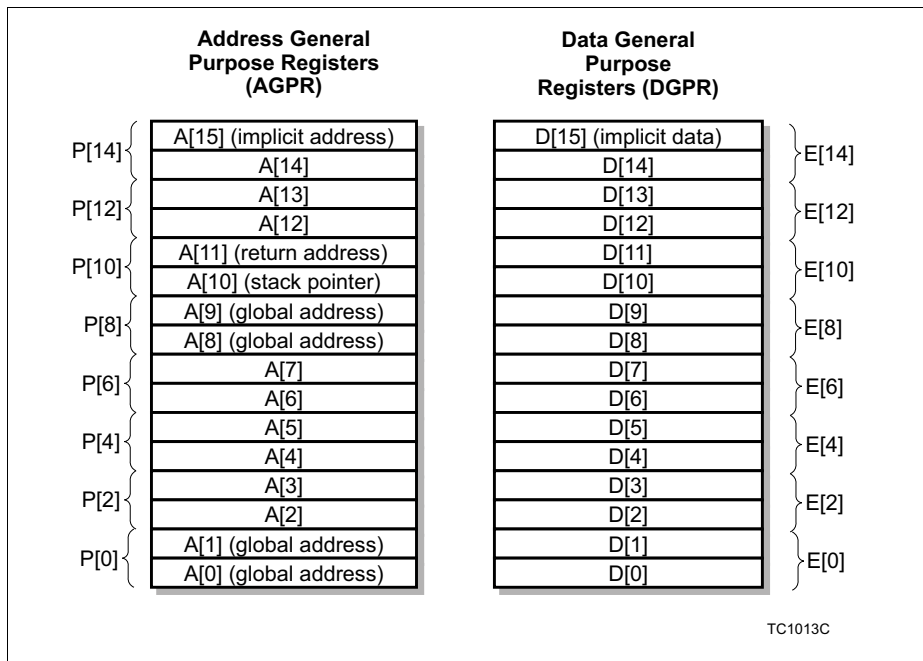 Address General
Purpose Registers
(AGPR)
Data General
Purpose
Registers (DGPR)
P[14]
P[12]
P[10]
P[8]
P[6]
P[4]
P[2]
P[0]
A[15] (implicit address)
A[14]
A[13]
A[12]
A[11] (return address)
A[10] (stack pointer)
A[9] (global address)
A[8] (global address)
A[7]
A[6]
A[5]
A[4]
A[3]
A[2]
A[1] (global address)
A[0] (global address)
D[15] (implicit data)
D[14]
D[13]
D[12]
D[11]
D[10]
D[9]
D[8]
D[7]
D[6]
D[5]
D[4]
D[3]
D[2]
D[1]
D[0]
E[14]
E[12]
E[10]
E[8]
E[6]
E[4]
E[2]
E[0]
TC1013C